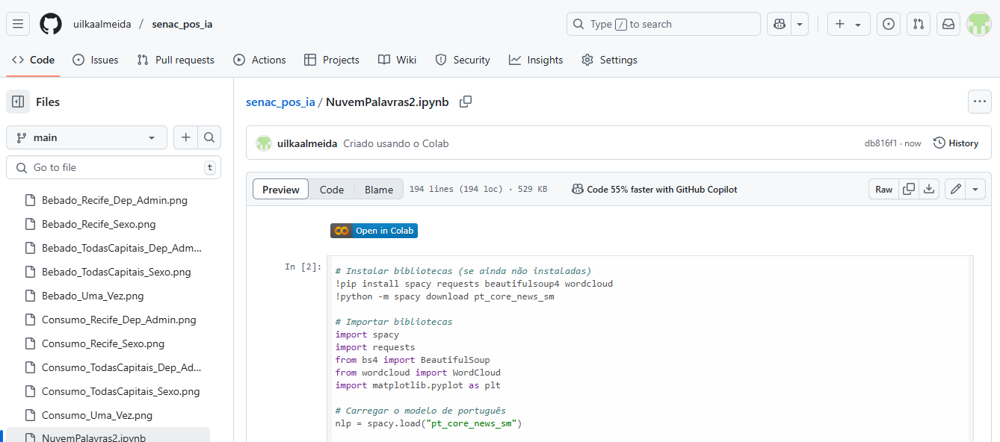 uilkaalmeida / senac_pos_ia
Type / to search
Code
Issues
Pull requests
Actions
Projects
Wiki
Security
Insights
Settings
Files
main
Go to file
t
Bebado_Recife_Dep_Admin.png
Bebado_Recife_Sexo.png
Bebado_TodasCapitais_Dep_Adm...
Bebado_TodasCapitais_Sexo.png
Bebado_Uma_Vez.png
Consumo_Recife_Dep_Admin.png
Consumo_Recife_Sexo.png
Consumo_TodasCapitais_Dep_Ad...
Consumo_TodasCapitais_Sexo.png
Consumo_Uma_Vez.png
NuvemPalavras2.ipynb
senac_pos_ia / NuvemPalavras2.ipynb
uilkaalmeida Criado usando o Colab
db816f1 · now
History
Preview
Code
Blame
194 lines (194 loc) · 529 KB
Code 55% faster with GitHub Copilot
Raw
Open in Colab
In [2]:
# Instalar bibliotecas (se ainda não instaladas)
!pip install spacy requests beautifulsoup4 wordcloud
!python -m spacy download pt_core_news_sm
# Importar bibliotecas
import spacy
import requests
from bs4 import BeautifulSoup
from wordcloud import WordCloud
import matplotlib.pyplot as plt
# Carregar o modelo de português
nlp = spacy.load("pt_core_news_sm")